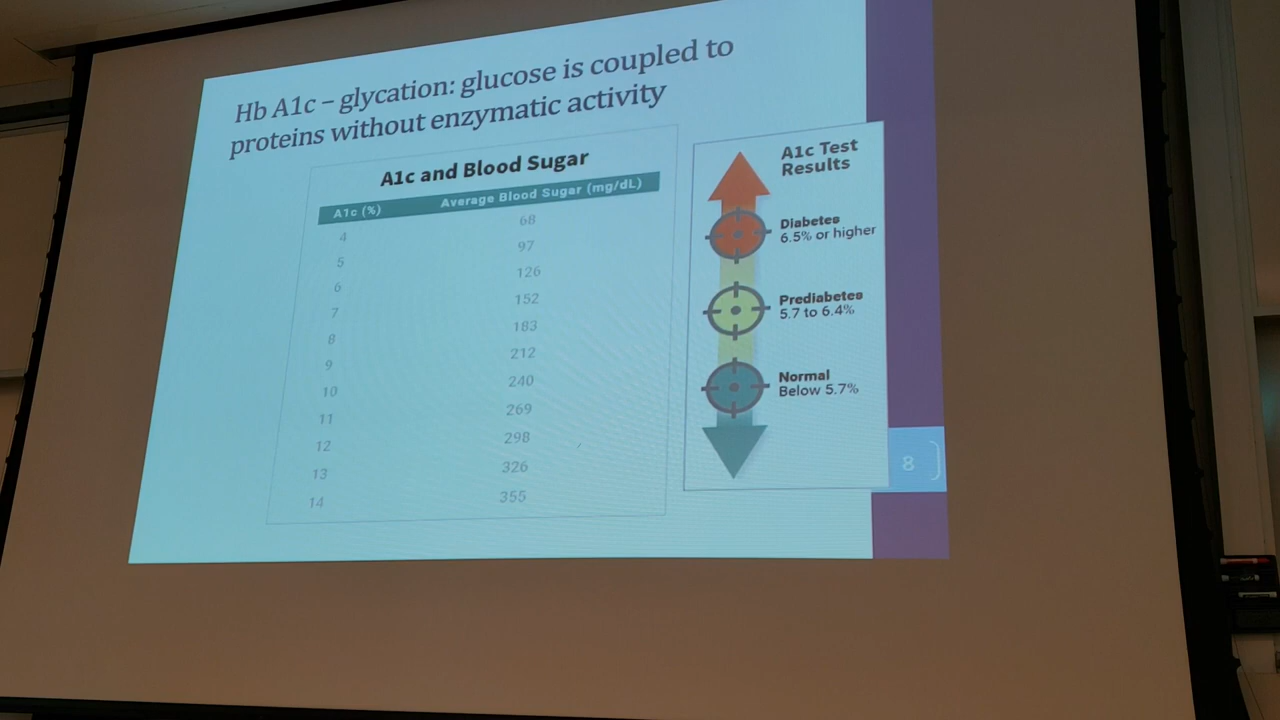 Hb A1c – glycation: glucose is coupled to
proteins without enzymatic activity
A1c and Blood Sugar
A1c (%) Average Blood Sugar (mg/dL)
4 68
5 97
6 126
7 152
8 183
9 212
10 240
11 269
12 298
13 326
14 355
A1c Test
Results
Diabetes
6.5% or higher
Prediabetes
5.7 to 6.4%
Normal
Below 5.7%
8